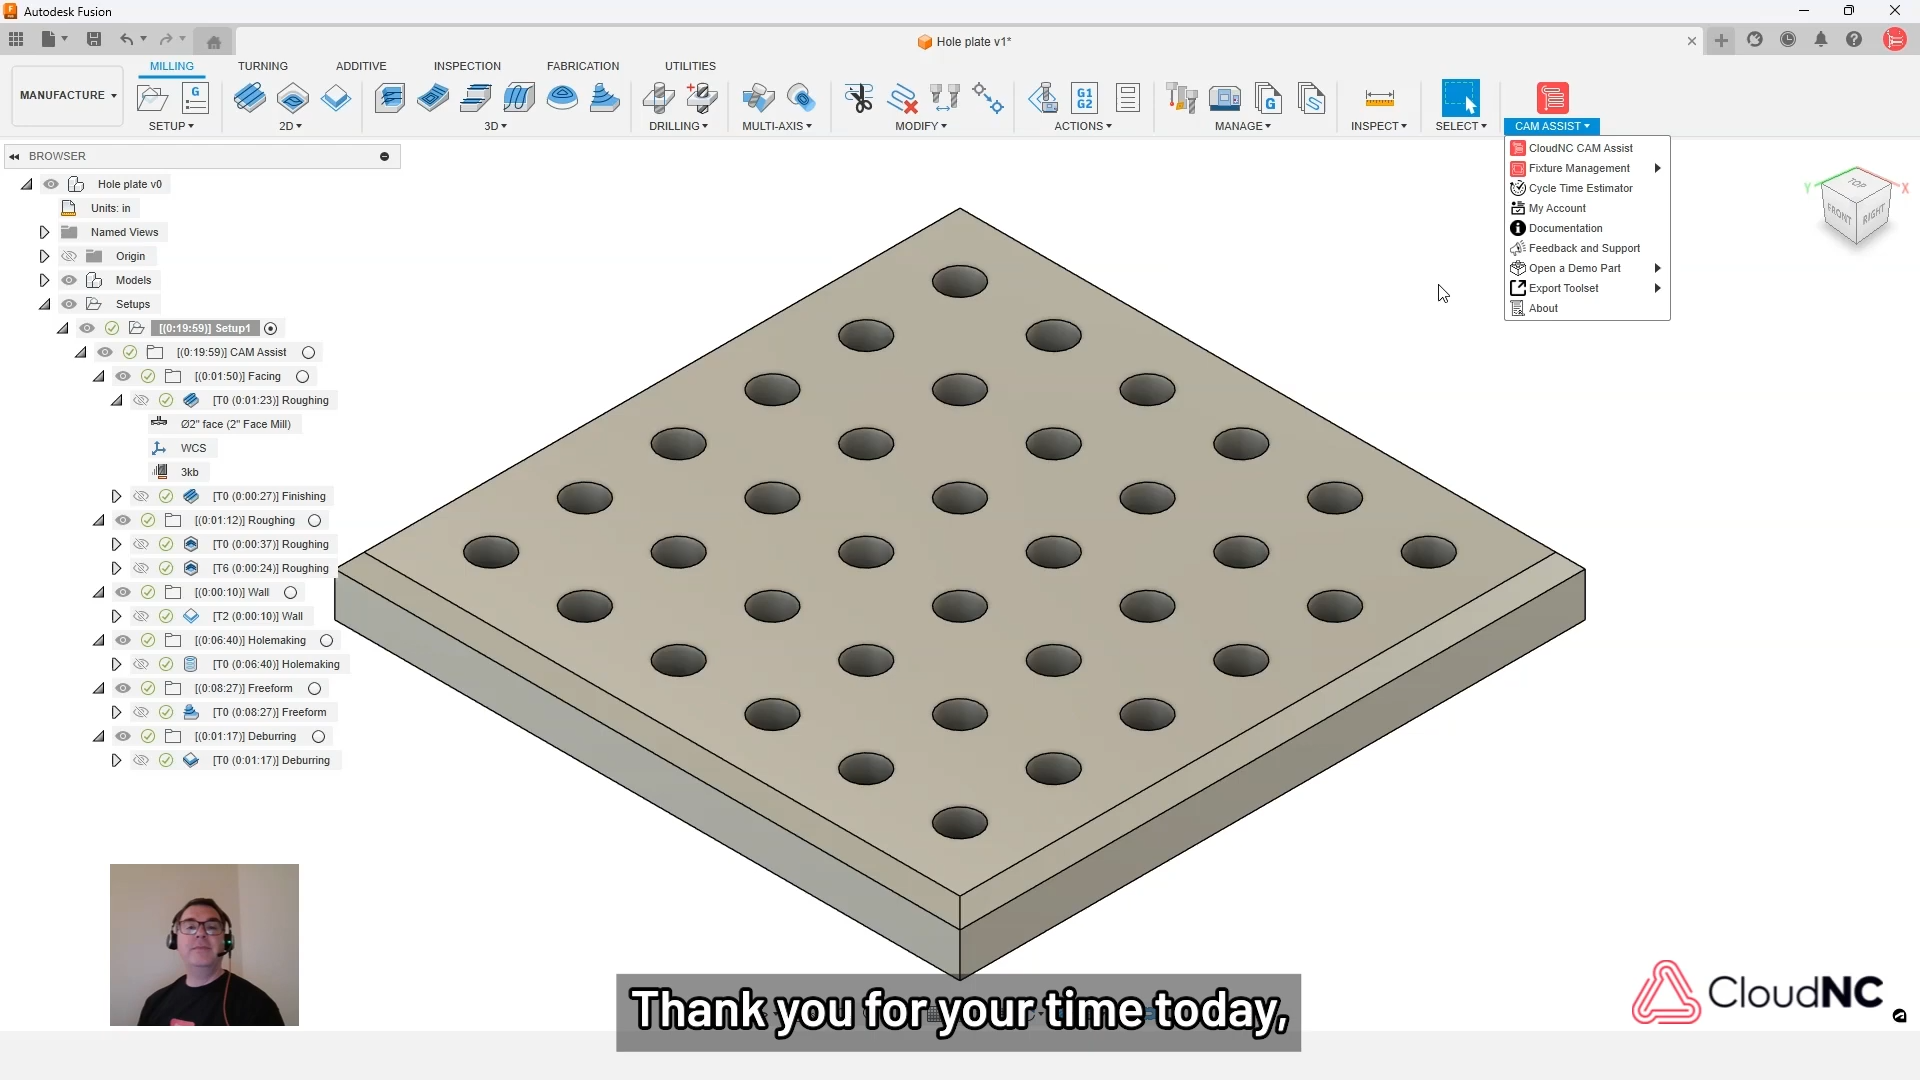 Autodesk Fusion
Hole plate v1*
MILLING
TURNING
ADDITIVE
INSPECTION
FABRICATION
UTILITIES
MANUFACTURE
SETUP
2D
3D
DRILLING
MULTI-AXIS
MODIFY
G1
G2
ACTIONS
MANAGE
INSPECT
SELECT
CAM ASSIST
BROWSER
Hole plate v0
Units: in
Named Views
Origin
Models
Setups
[(0:19:59)] Setup1
[(0:19:59)] CAM Assist
[(0:01:50)] Facing
[T0 (0:01:23)] Roughing
Ø2" face (2" Face Mill)
WCS
3kb
[T0 (0:00:27)] Finishing
[(0:01:12)] Roughing
[T0 (0:00:37)] Roughing
[T6 (0:00:24)] Roughing
[(0:00:10)] Wall
[T2 (0:00:10)] Wall
[(0:06:40)] Holemaking
[T0 (0:06:40)] Holemaking
[(0:08:27)] Freeform
[T0 (0:08:27)] Freeform
[(0:01:17)] Deburring
[T0 (0:01:17)] Deburring
CloudNC CAM Assist
Fixture Management
Cycle Time Estimator
My Account
Documentation
Feedback and Support
Open a Demo Part
Export Toolset
About
Y
X
TOP
FRONT
RIGHT
Thank you for your time today,
CloudNC